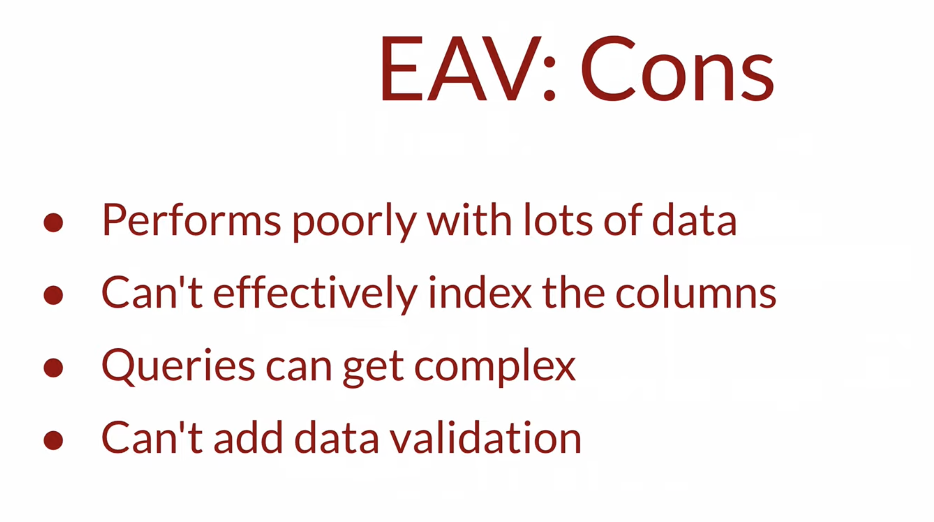 EAV: Cons
● Performs poorly with lots of data
● Can't effectively index the columns
● Queries can get complex
● Can't add data validation